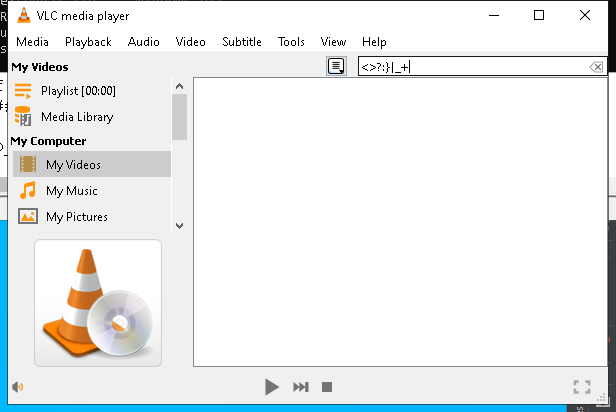 VLC media player
Media Playback Audio Video Subtitle Tools View Help
My Videos
<>?:}|_+
Playlist [00:00]
Media Library
My Computer
My Videos
My Music
My Pictures